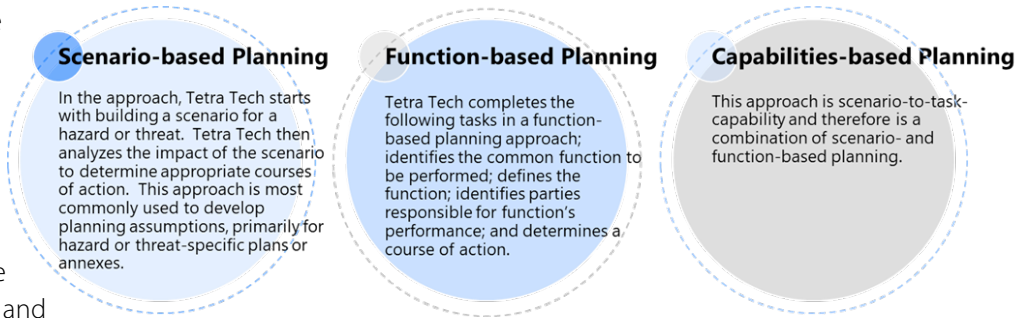 Scenario-based Planning
In the approach, Tetra Tech starts
with building a scenario for a
hazard or threat.  Tetra Tech then
analyzes the impact of the scenario
to determine appropriate courses
of action.  This approach is most
commonly used to develop
planning assumptions, primarily for
hazard or threat-specific plans or
annexes.
Function-based Planning
Tetra Tech completes the
following tasks in a function-
based planning approach;
identifies the common function to
be performed; defines the
function; identifies parties
responsible for function's
performance; and determines a
course of action.
Capabilities-based Planning
This approach is scenario-to-task-
capability and therefore is a
combination of scenario- and
function-based planning.
and